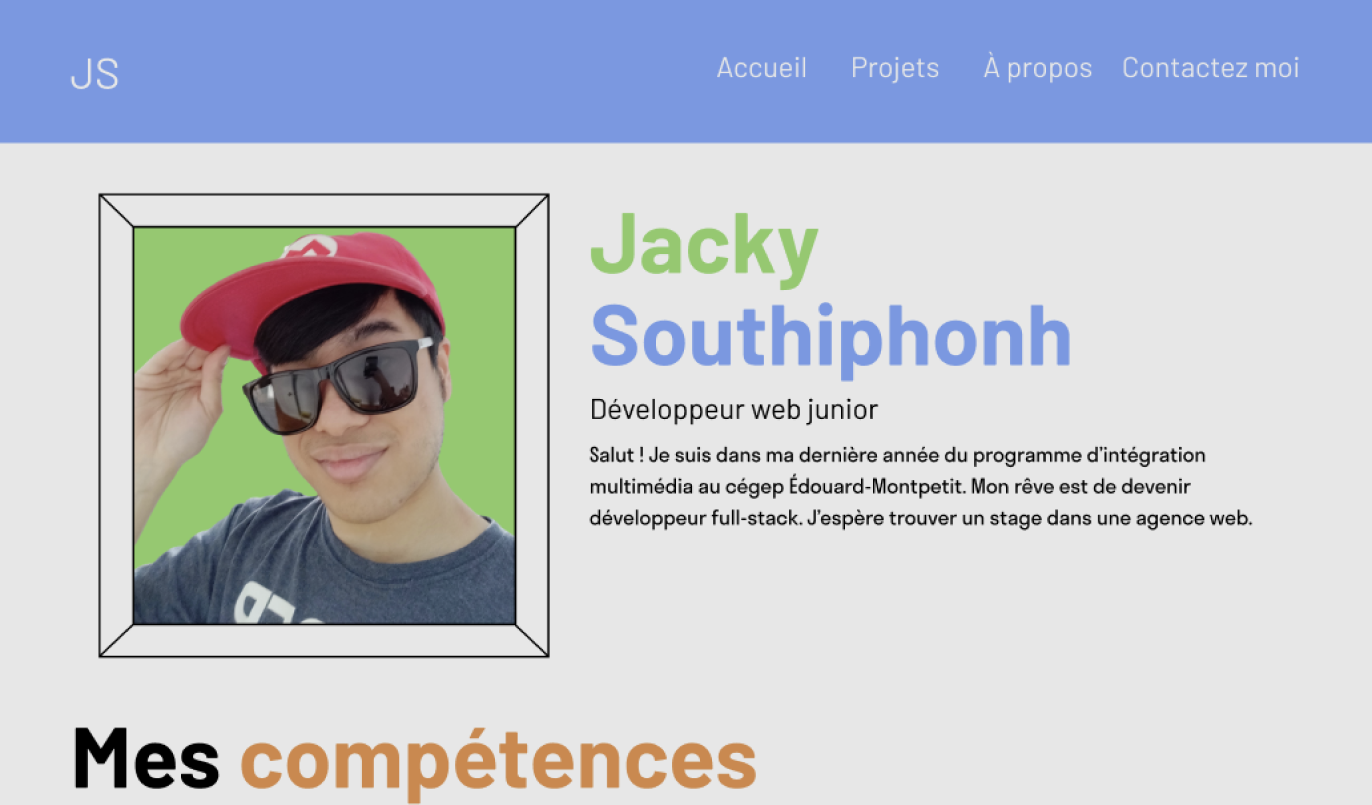 JS
Accueil Projets À propos Contactez moi
Jacky
Southiphonh
Développeur web junior
Salut ! Je suis dans ma dernière année du programme d'intégration
multimédia au cégep Édouard-Montpetit. Mon rêve est de devenir
développeur full-stack. J'espère trouver un stage dans une agence web.
Mes compétences